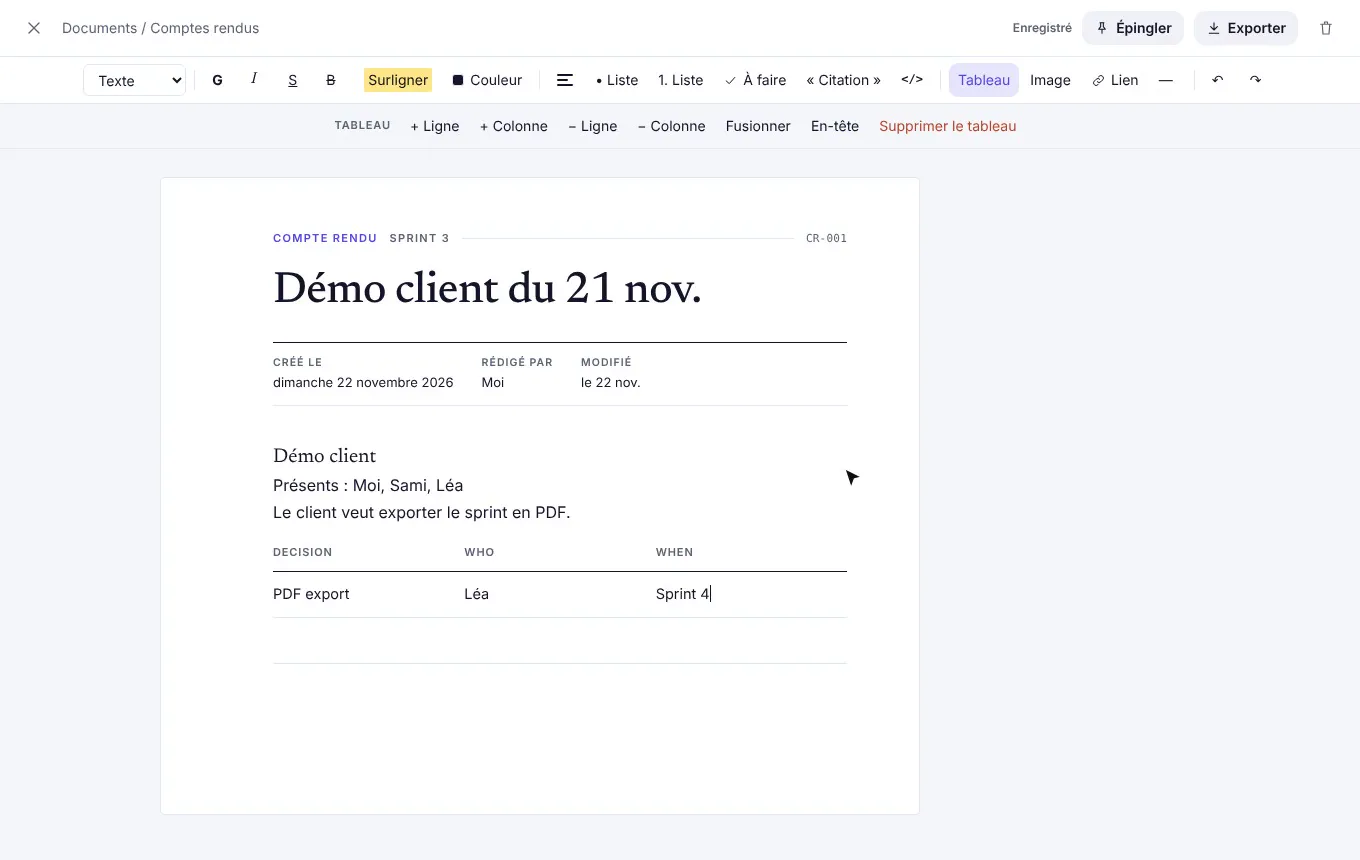 Documents / Comptes rendus
Enregistré
Épingler
Exporter
Texte
G I S B Surligner Couleur • Liste 1. Liste ✓ À faire « Citation » </> Tableau Image Lien — ↶ ↷
TABLEAU + Ligne + Colonne − Ligne − Colonne Fusionner En-tête Supprimer le tableau
COMPTE RENDU SPRINT 3 CR-001
Démo client du 21 nov.
CRÉÉ LE RÉDIGÉ PAR MODIFIÉ
dimanche 22 novembre 2026 Moi le 22 nov.
Démo client
Présents : Moi, Sami, Léa
Le client veut exporter le sprint en PDF.
DECISION WHO WHEN
PDF export Léa Sprint 4